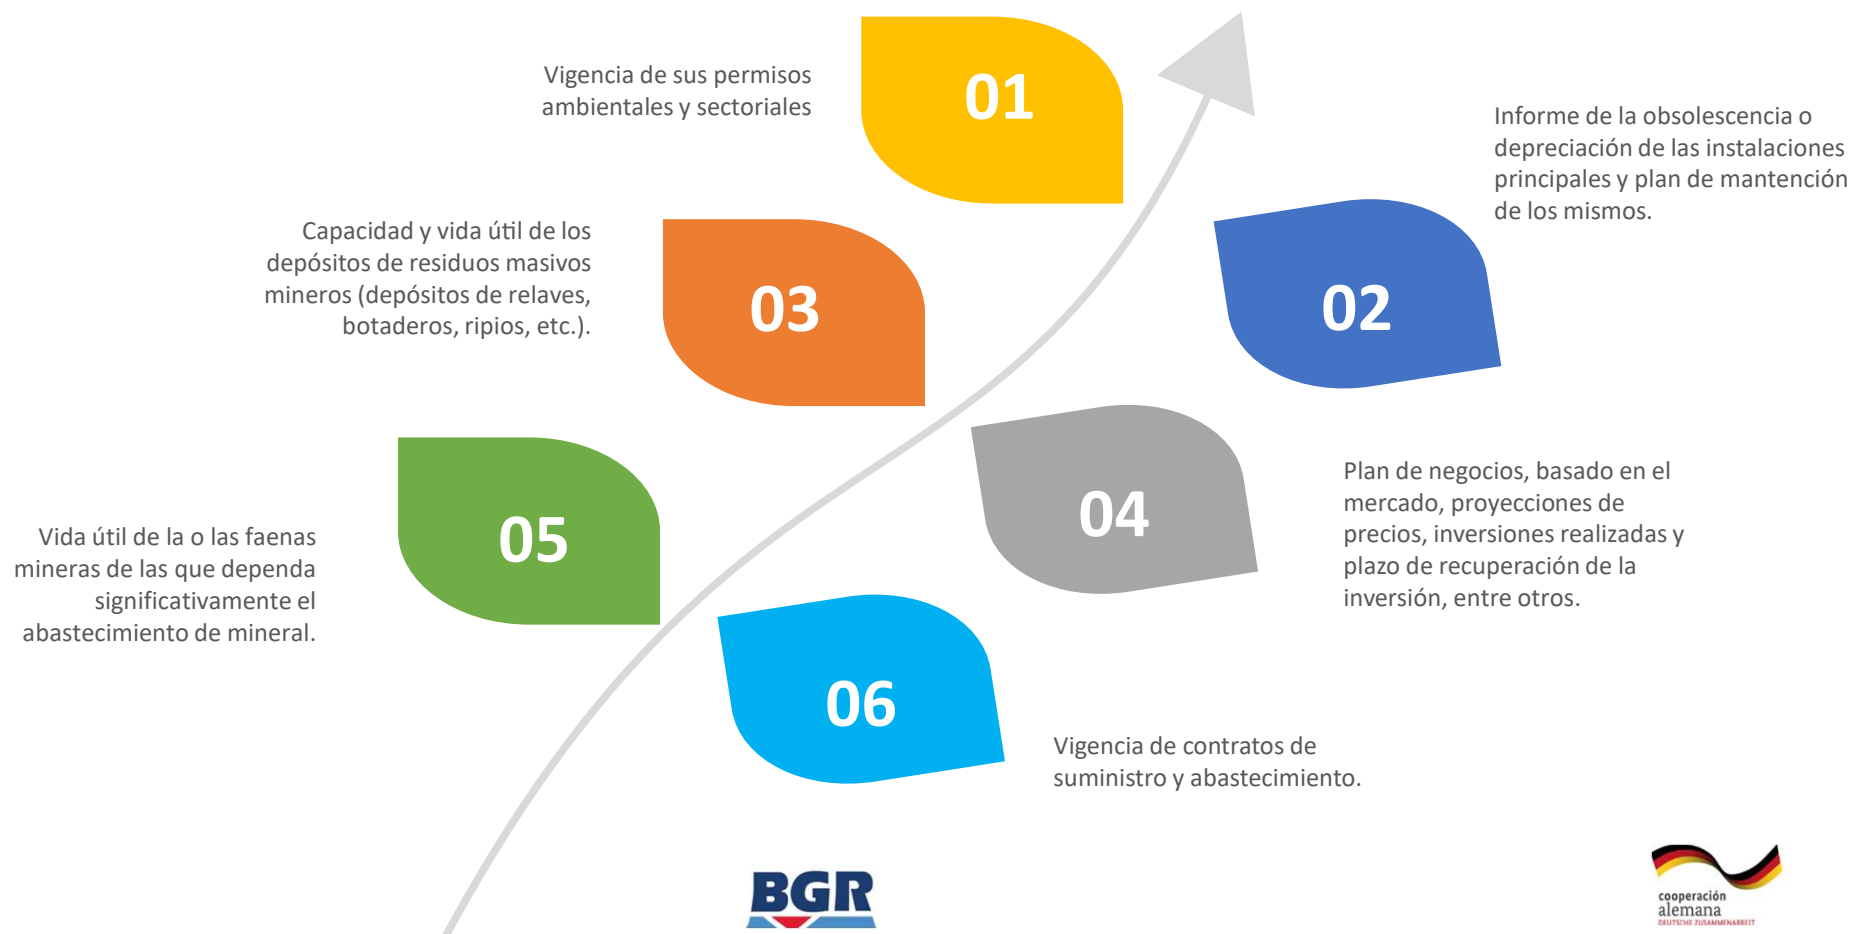 Vigencia de sus permisos
ambientales y sectoriales
01
Informe de la obsolescencia o
depreciación de las instalaciones
principales y plan de mantención
de los mismos.
02
Capacidad y vida útil de los
depósitos de residuos masivos
mineros (depósitos de relaves,
botaderos, ripios, etc.).
03
Plan de negocios, basado en el
mercado, proyecciones de
precios, inversiones realizadas y
plazo de recuperación de la
inversión, entre otros.
04
Vida útil de la o las faenas
mineras de las que dependa
significativamente el
abastecimiento de mineral.
05
06
Vigencia de contratos de
suministro y abastecimiento.
BGR
cooperación
alemana
DEUTSCHE ZUSAMMENARBEIT